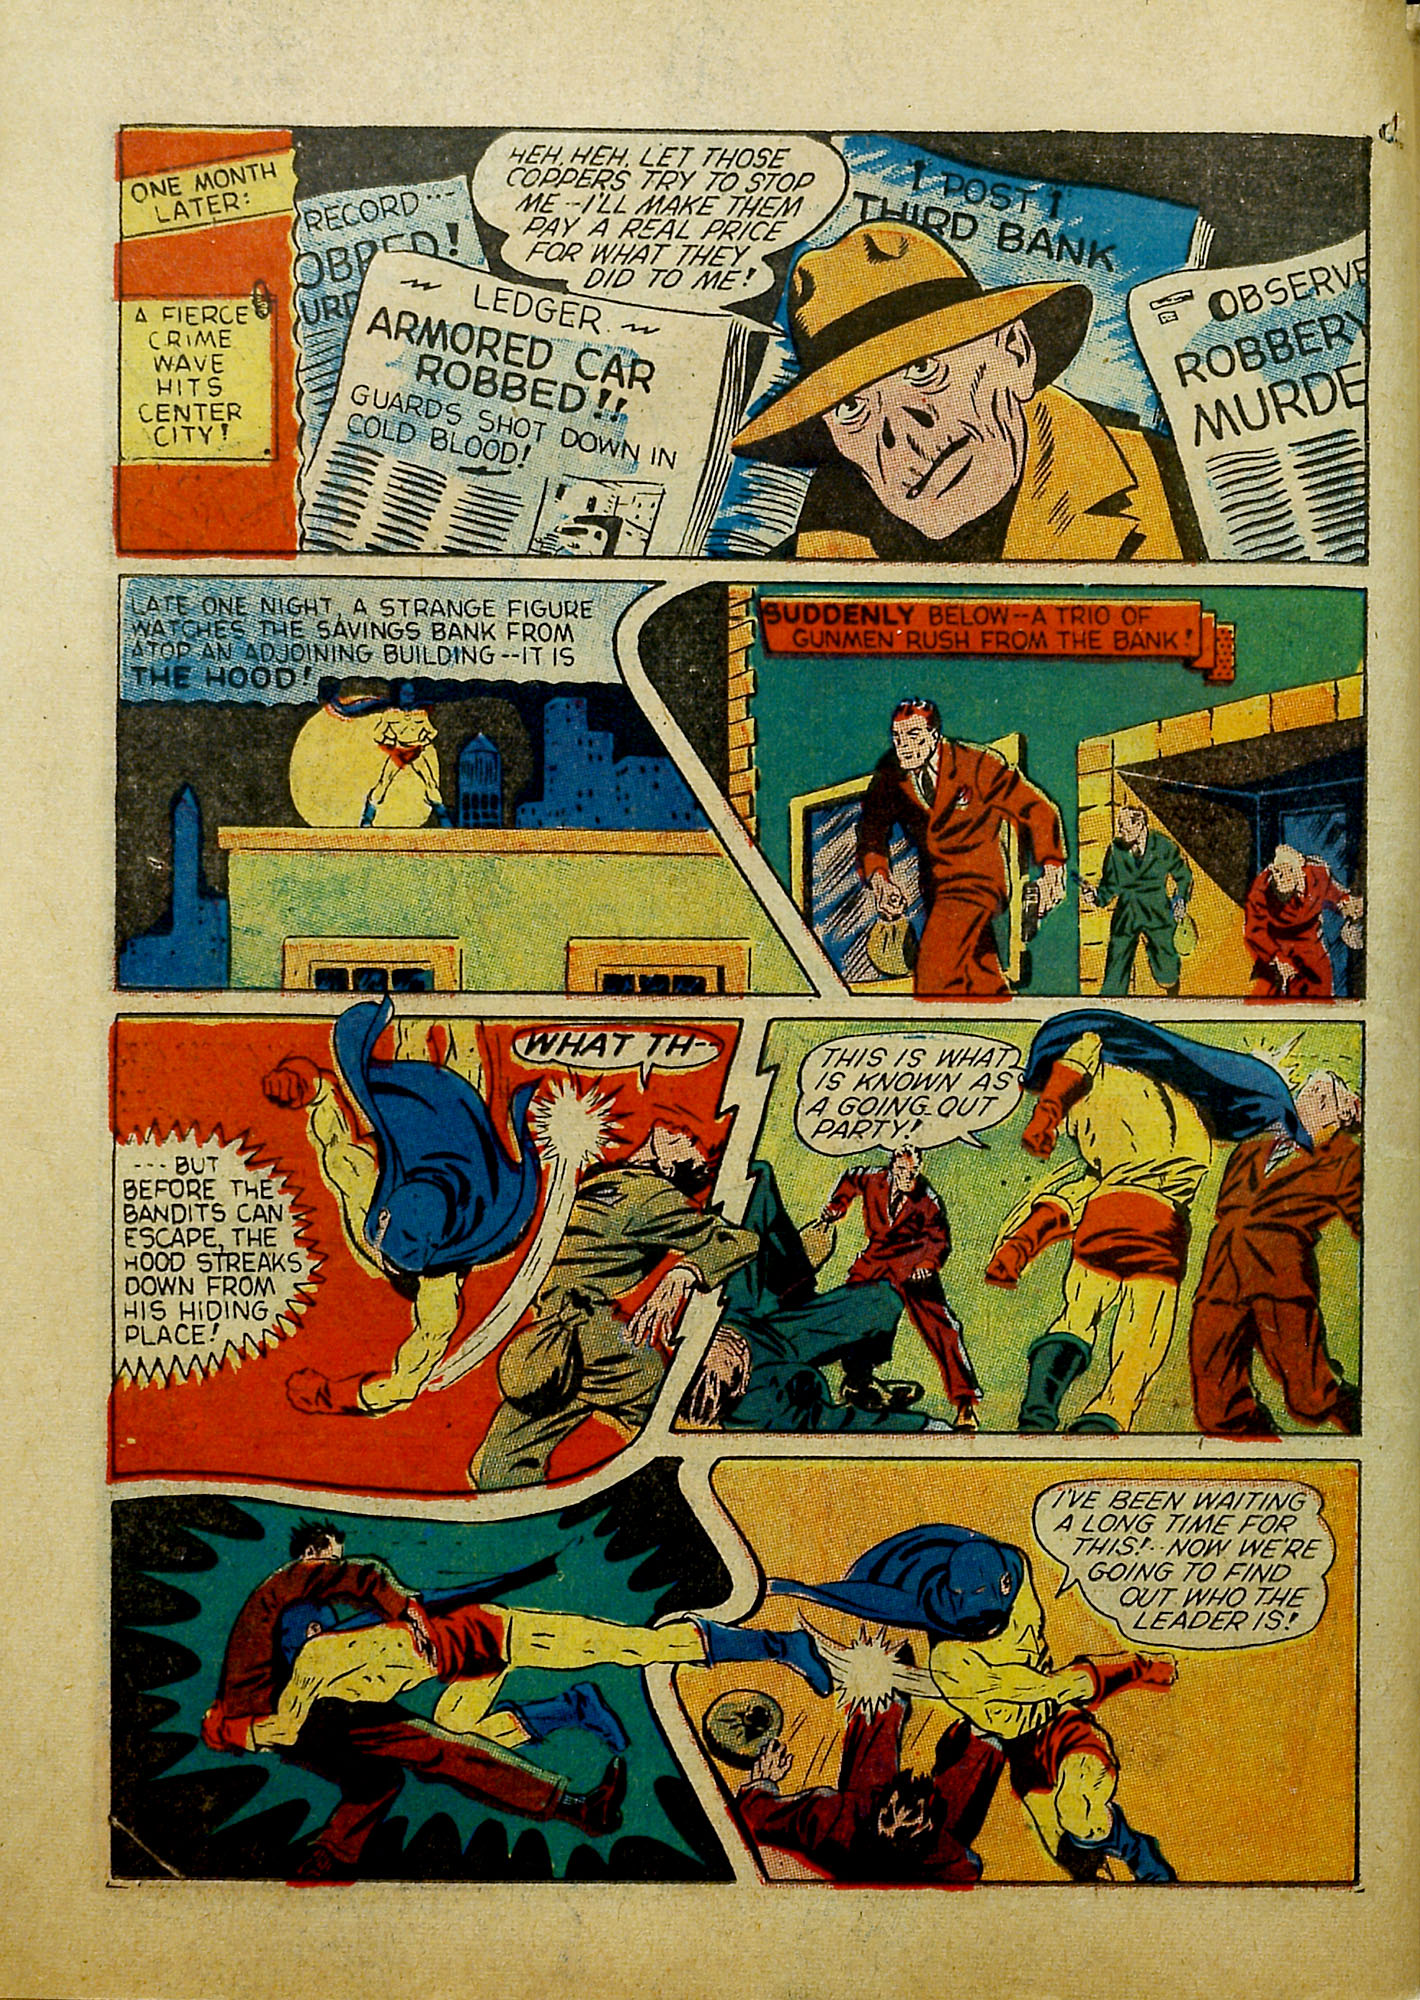 ONE MONTH
LATER:
A FIERCE
CRIME
WAVE
HITS
CENTER
CITY!
RECORD
OBBED!
URD
LEDGER
ARMORED CAR
ROBBED!!
GUARDS SHOT DOWN IN
COLD BLOOD!
HEH, HEH, LET THOSE
COPPERS TRY TO STOP
ME--I'LL MAKE THEM
PAY A REAL PRICE
FOR WHAT THEY
DID TO ME!
POST
THIRD BANK
OBSERVE
ROBBERY
MURDE
LATE ONE NIGHT, A STRANGE FIGURE
WATCHES THE SAVINGS BANK FROM
ATOP AN ADJOINING BUILDING--IT IS
THE HOOD!
SUDDENLY BELOW--A TRIO OF
GUNMEN RUSH FROM THE BANK!
--- BUT
BEFORE THE
BANDITS CAN
ESCAPE, THE
HOOD STREAKS
DOWN FROM
HIS HIDING
PLACE!
WHAT TH--
THIS IS WHAT
IS KNOWN AS
A GOING-OUT
PARTY!
I'VE BEEN WAITING
A LONG TIME FOR
THIS!--NOW WE'RE
GOING TO FIND
OUT WHO THE
LEADER IS!